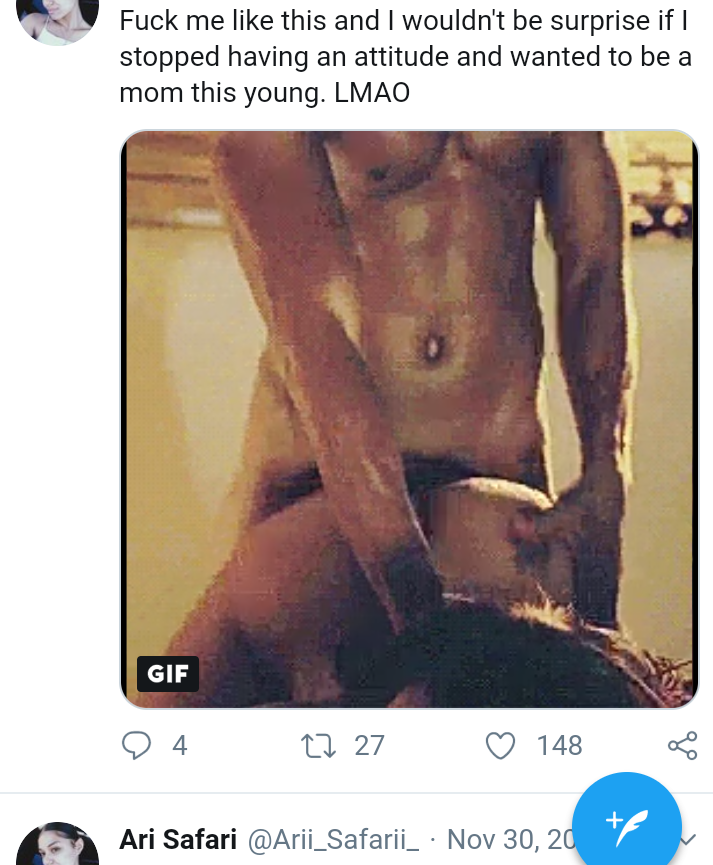 Fuck me like this and I wouldn't be surprise if I
stopped having an attitude and wanted to be a
mom this young. LMAO
GIF
4 27 148
Ari Safari @Arii_Safarii_ · Nov 30, 20